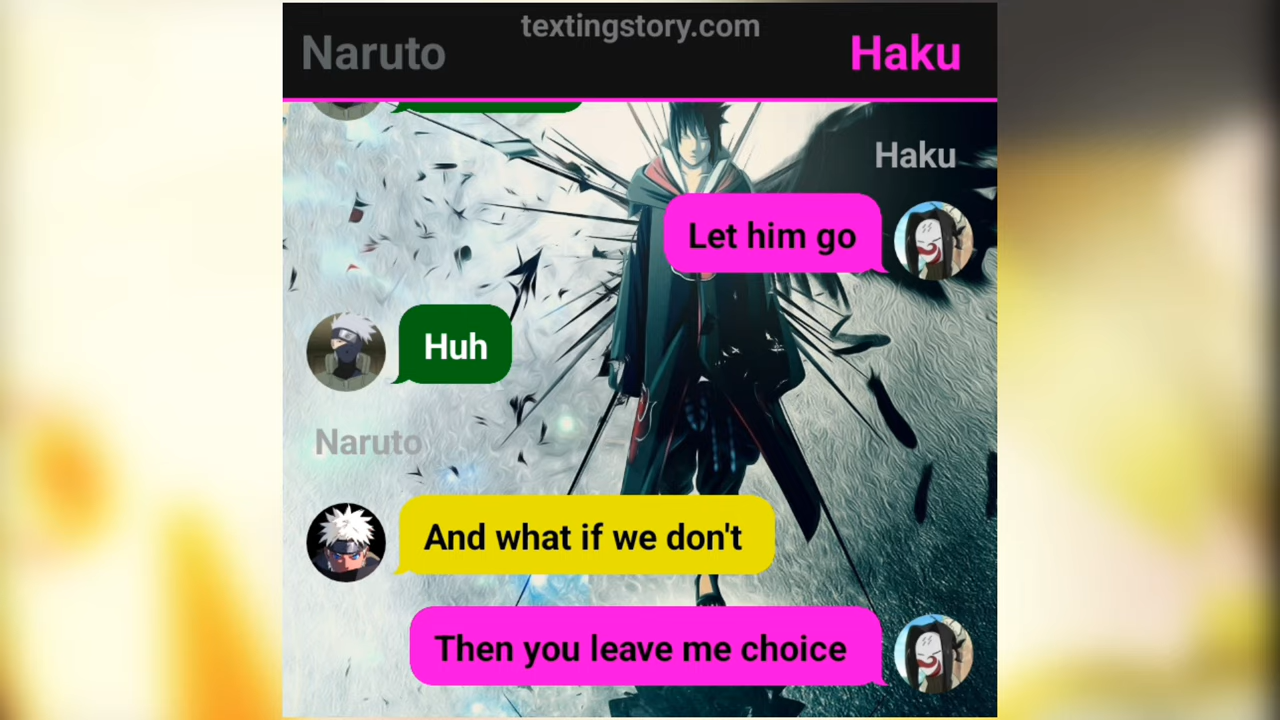 textingstory.com
Naruto
Haku
Haku
Let him go
Huh
Naruto
And what if we don't
Then you leave me choice